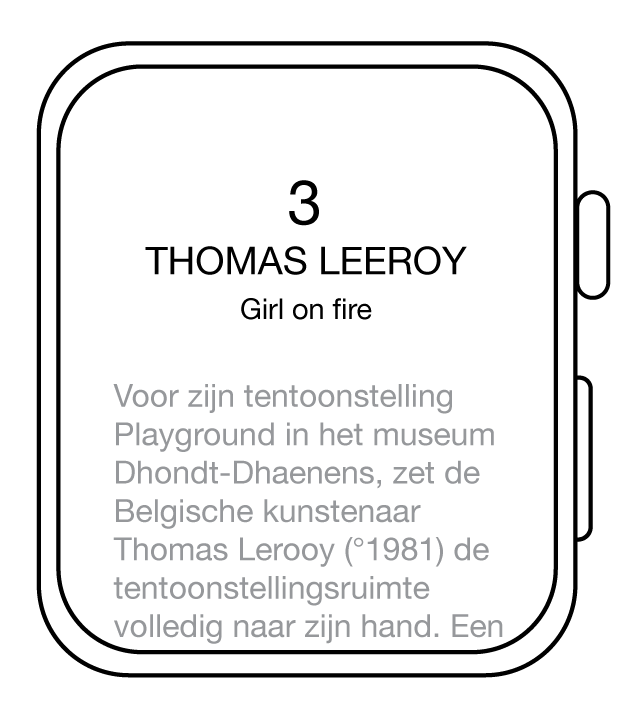 3
THOMAS LEEROY
Girl on fire
Voor zijn tentoonstelling
Playground in het museum
Dhondt-Dhaenens, zet de
Belgische kunstenaar
Thomas Lerooy (°1981) de
tentoonstellingsruimte
volledig naar zijn hand. Een